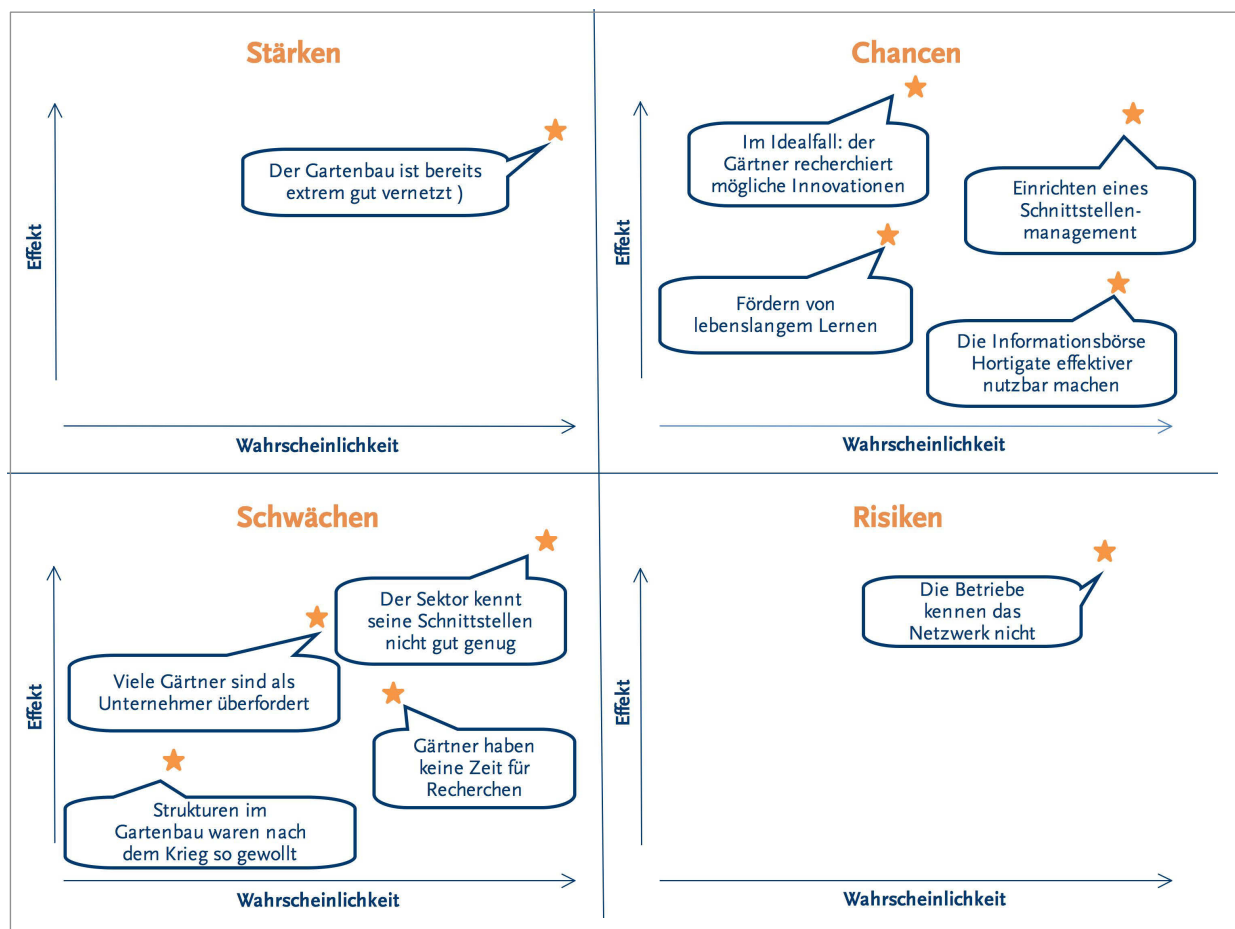 Stärken
Effekt
Der Gartenbau ist bereits
extrem gut vernetzt )
Wahrscheinlichkeit
Chancen
Effekt
Im Idealfall: der
Gärtner recherchiert
mögliche Innovationen
Einrichten eines
Schnittstellen-
management
Fördern von
lebenslangem Lernen
Die Informationsbörse
Hortigate effektiver
nutzbar machen
Wahrscheinlichkeit
Schwächen
Effekt
Der Sektor kennt
seine Schnittstellen
nicht gut genug
Viele Gärtner sind als
Unternehmer überfordert
Gärtner haben
keine Zeit für
Recherchen
Strukturen im
Gartenbau waren nach
dem Krieg so gewollt
Wahrscheinlichkeit
Risiken
Effekt
Die Betriebe
kennen das
Netzwerk nicht
Wahrscheinlichkeit